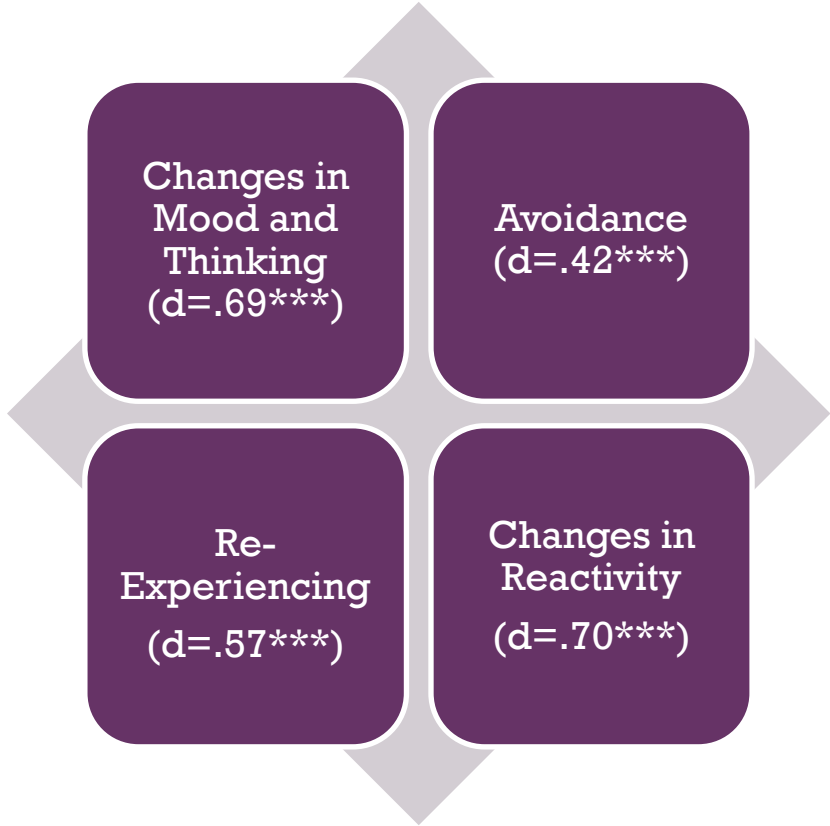 Changes in
Mood and
Thinking
(d=.69***)
Avoidance
(d=.42***)
Re-
Experiencing
(d=.57***)
Changes in
Reactivity
(d=.70***)